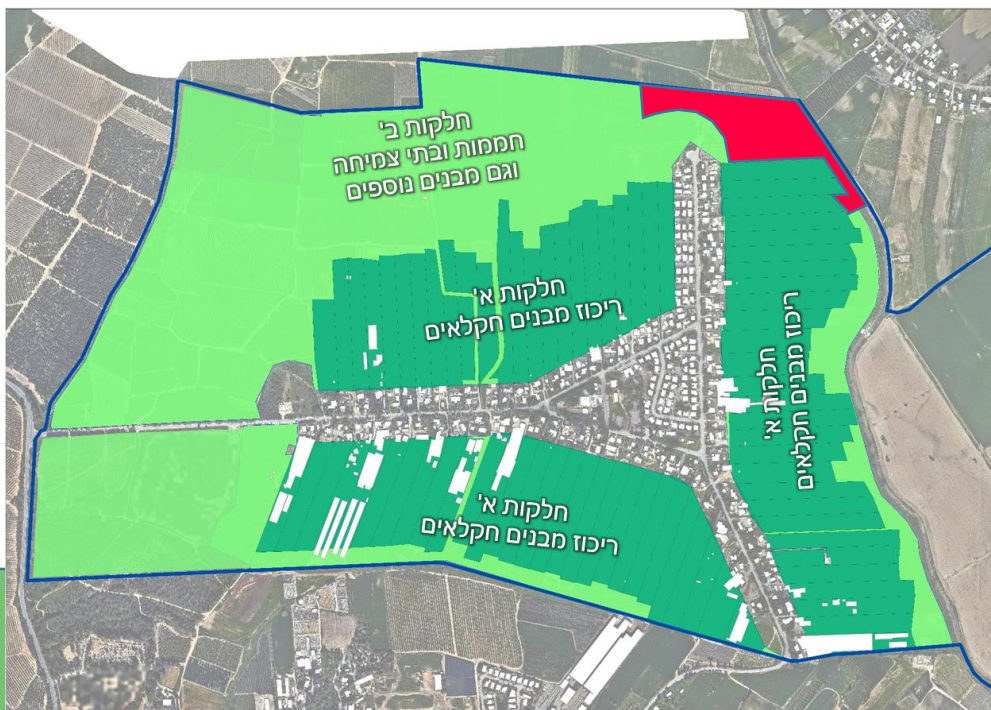 חלקות ב'
חממות ובתי צמיחה
וגם מבנים נוספים
חלקות א'
ריכוז מבנים חקלאים
חלקות א'
ריכוז מבנים חקלאים
חלקות א'
ריכוז מבנים חקלאים